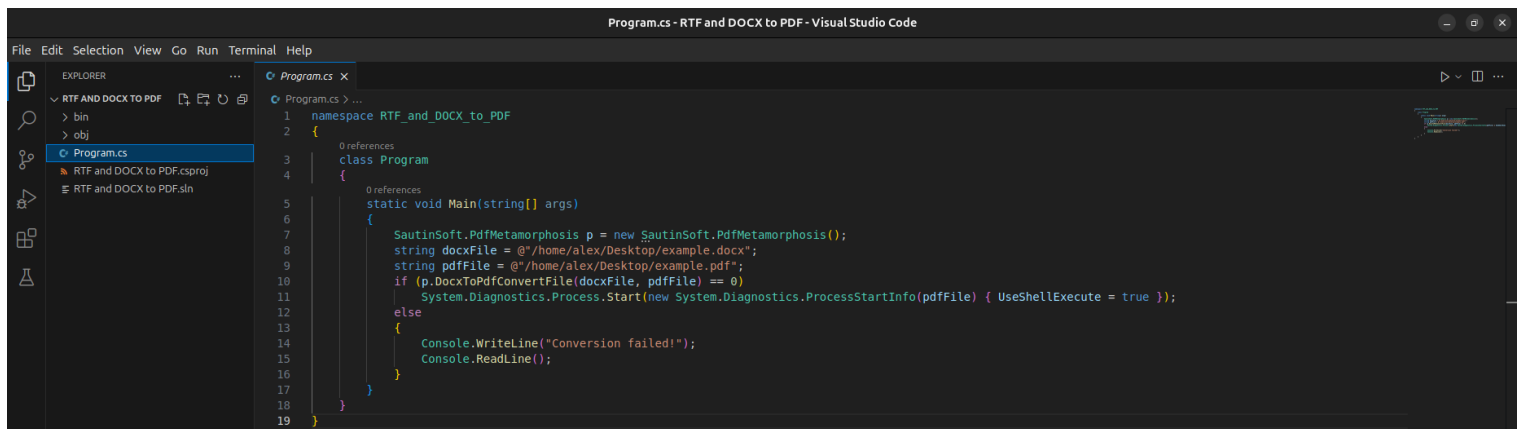 Program.cs - RTF and DOCX to PDF - Visual Studio Code
File Edit Selection View Go Run Terminal Help
EXPLORER
RTF AND DOCX TO PDF
> bin
> obj
Program.cs
RTF and DOCX to PDF.csproj
RTF and DOCX to PDF.sln
Program.cs
Program.cs > ...
1 namespace RTF_and_DOCX_to_PDF
2 {
0 references
3 class Program
4 {
0 references
5 static void Main(string[] args)
6 {
7 SautinSoft.PdfMetamorphosis p = new SautinSoft.PdfMetamorphosis();
8 string docxFile = @"/home/alex/Desktop/example.docx";
9 string pdfFile = @"/home/alex/Desktop/example.pdf";
10 if (p.DocxToPdfConvertFile(docxFile, pdfFile) == 0)
11 System.Diagnostics.Process.Start(new System.Diagnostics.ProcessStartInfo(pdfFile) { UseShellExecute = true });
12 else
13 {
14 Console.WriteLine("Conversion failed!");
15 Console.ReadLine();
16 }
17 }
18 }
19 }